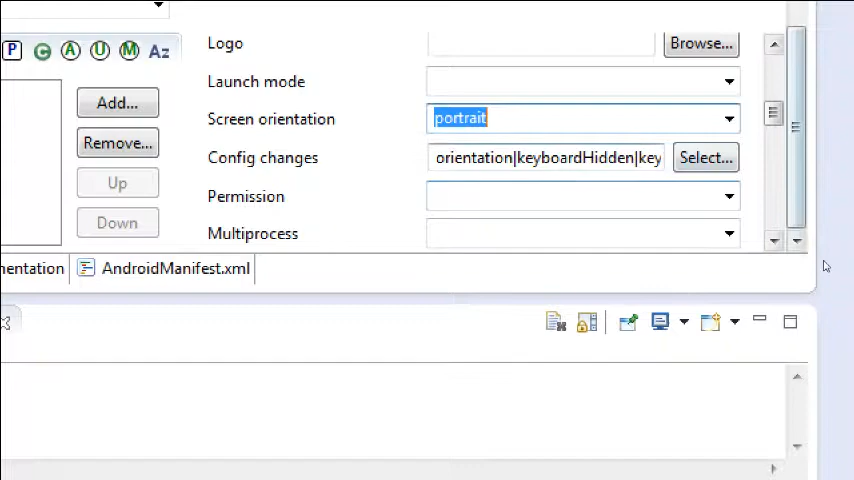 P C A U M Az
Logo
Browse...
Launch mode
Add...
Screen orientation
portrait
Remove...
Config changes
orientation|keyboardHidden|key
Select...
Up
Permission
Down
Multiprocess
nentation
AndroidManifest.xml